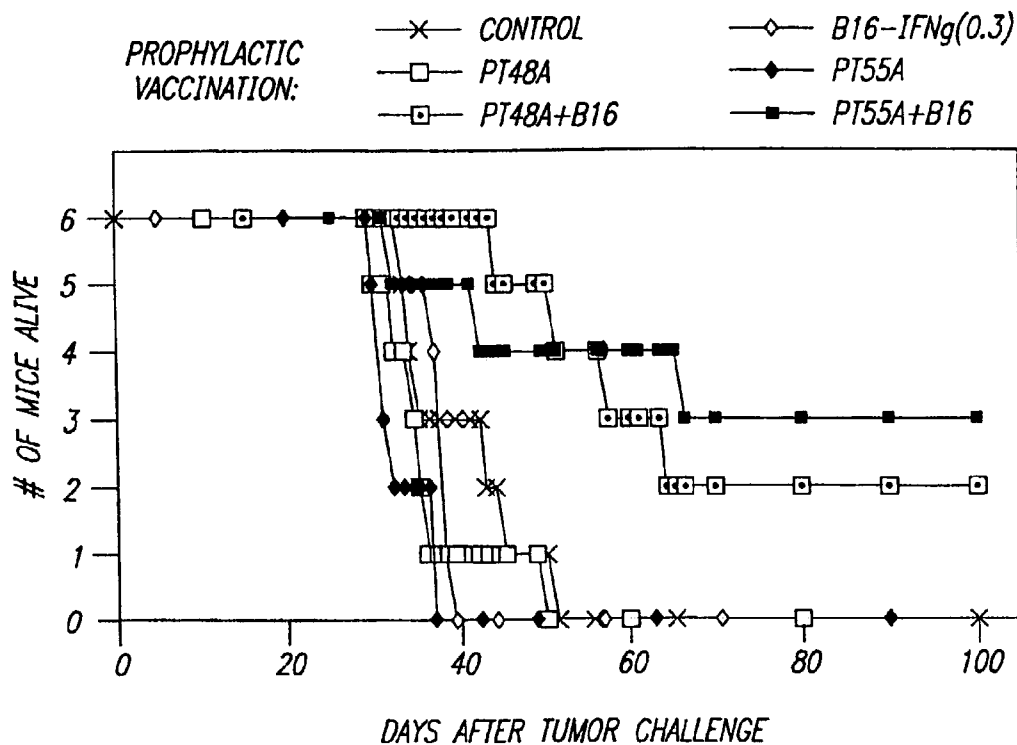 PROPHYLACTIC
VACCINATION:
CONTROL
PT48A
PT48A+B16
B16-IFNg(0.3)
PT55A
PT55A+B16
# OF MICE ALIVE
6
5
4
3
2
1
0
0 20 40 60 80 100
DAYS AFTER TUMOR CHALLENGE